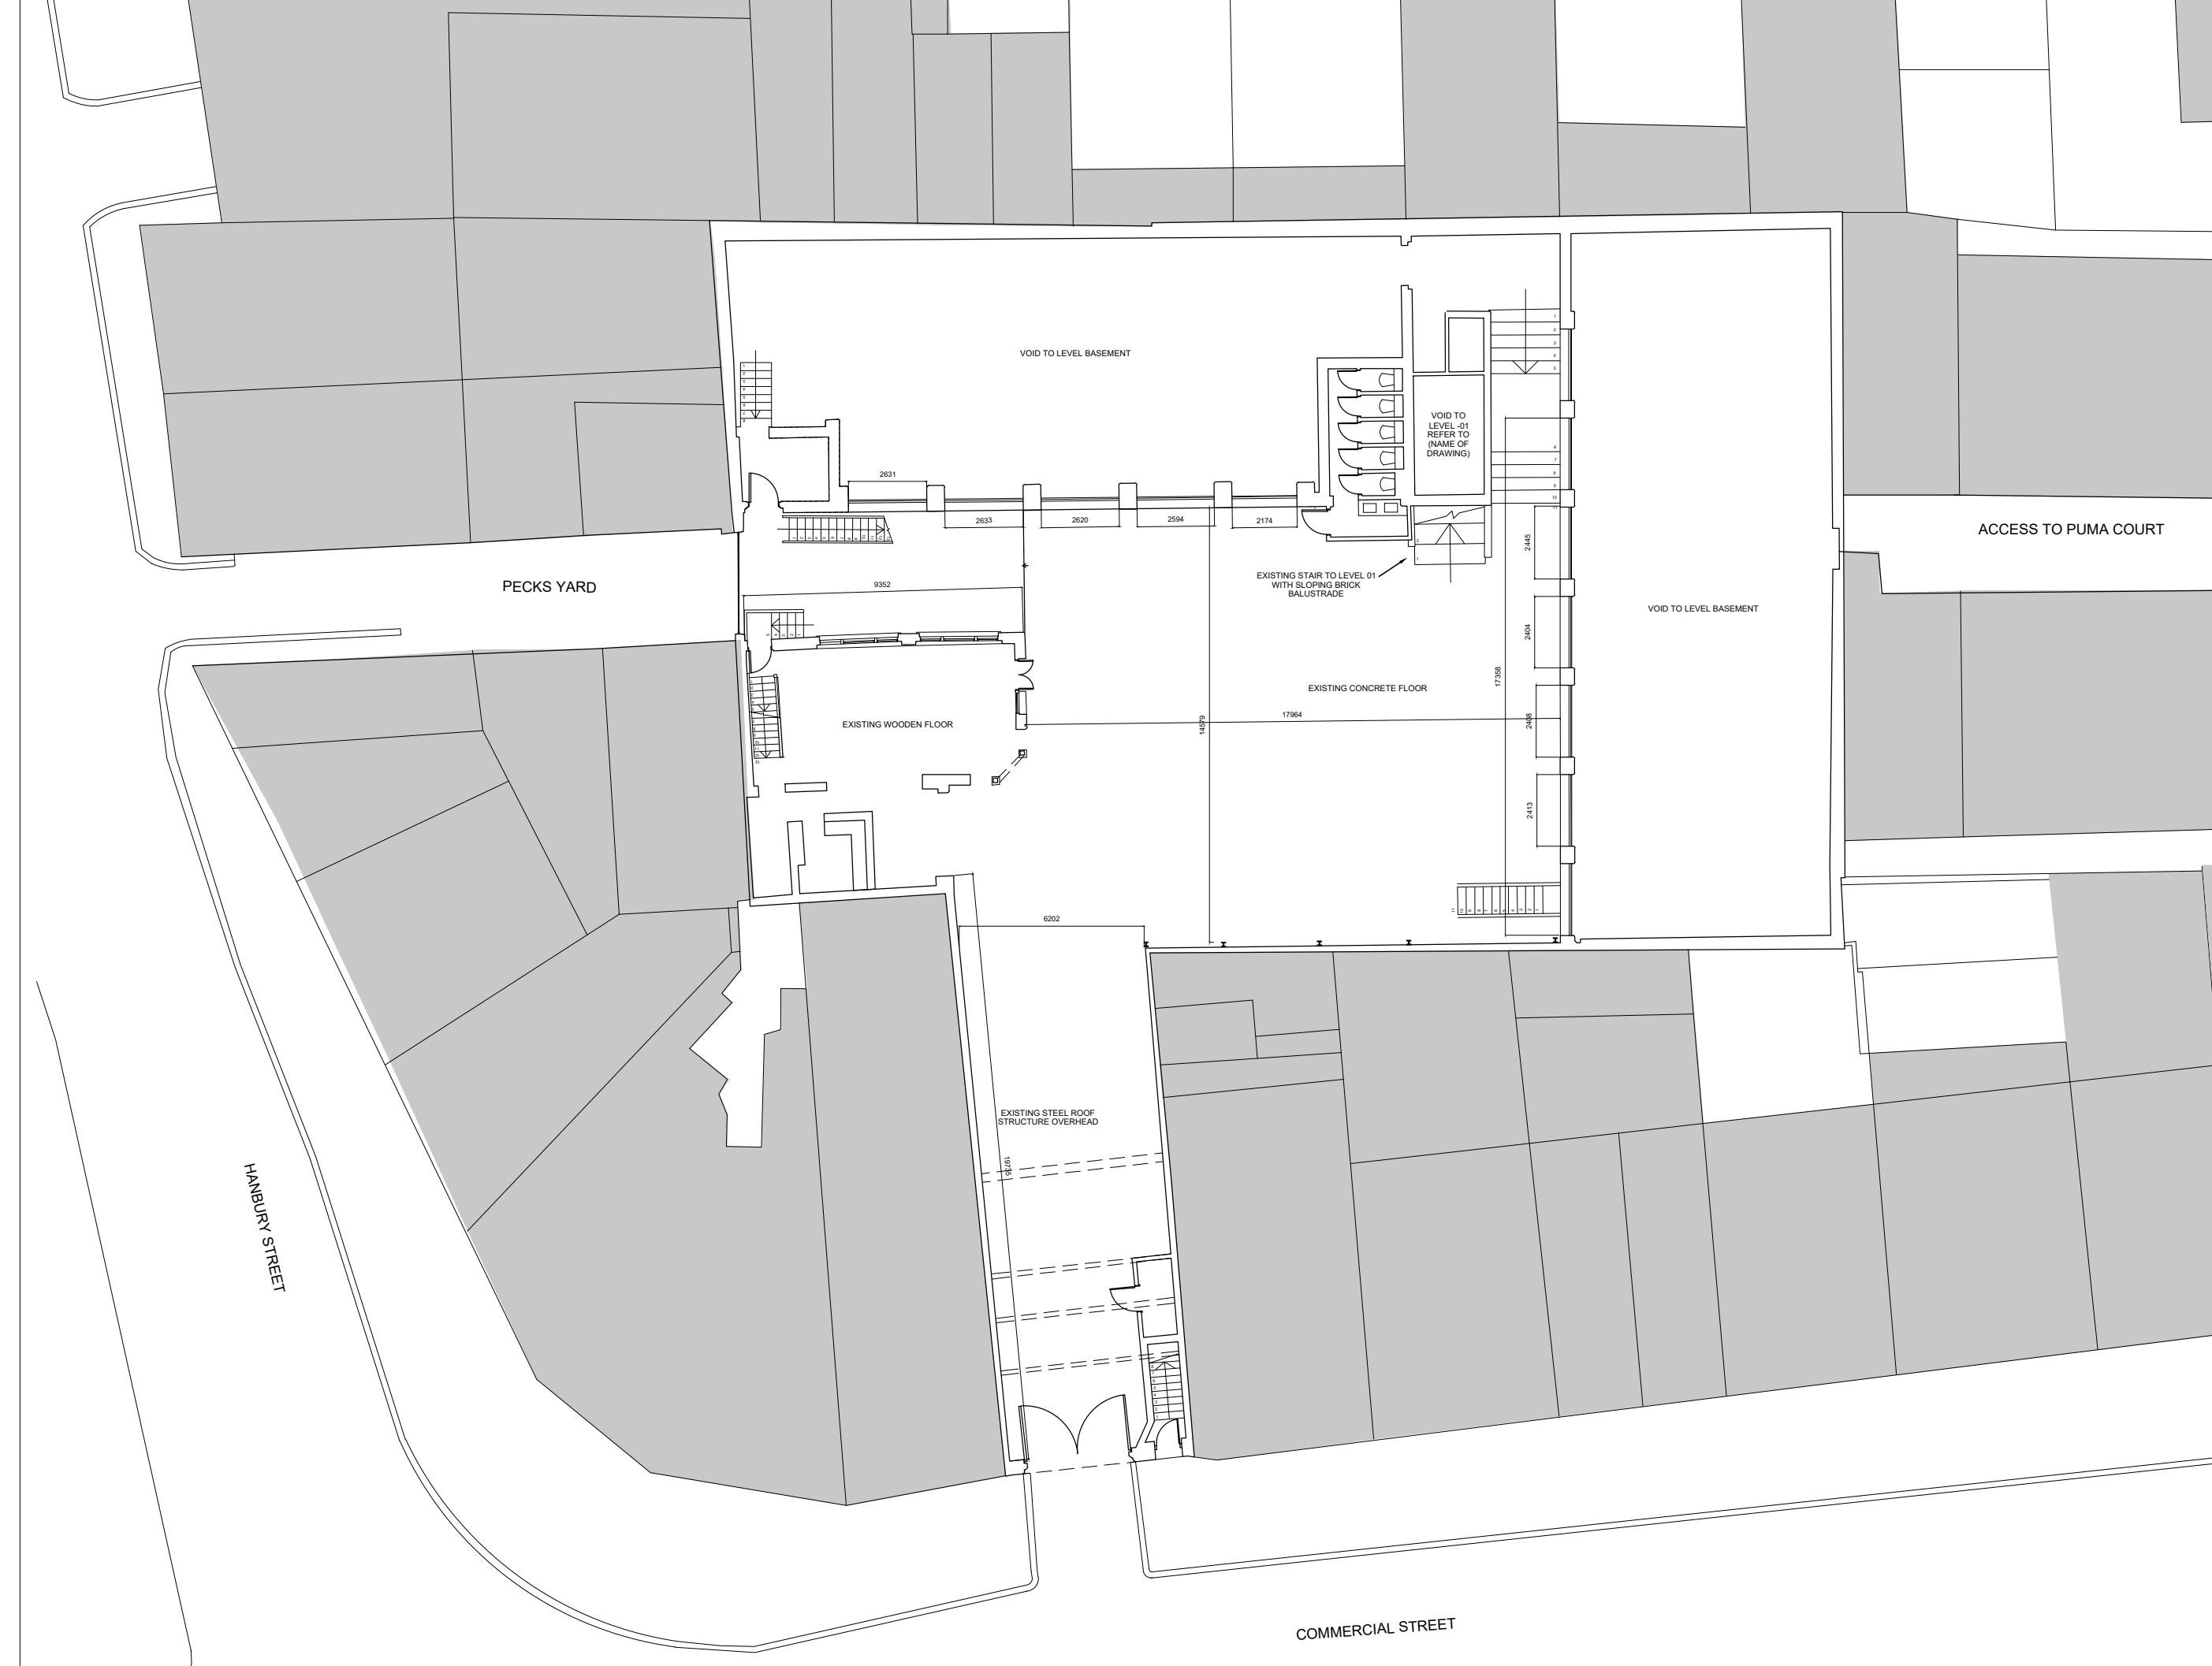 VOID TO LEVEL BASEMENT
VOID TO
LEVEL -01
REFER TO
(NAME OF
DRAWING)
2631
2633
2620
2594
2174
2445
ACCESS TO PUMA COURT
EXISTING STAIR TO LEVEL 01
WITH SLOPING BRICK
BALUSTRADE
PECKS YARD
9352
VOID TO LEVEL BASEMENT
2404
17358
EXISTING CONCRETE FLOOR
17964
EXISTING WOODEN FLOOR
14579
2408
2413
6202
EXISTING STEEL ROOF
STRUCTURE OVERHEAD
19735
HANBURY STREET
COMMERCIAL STREET